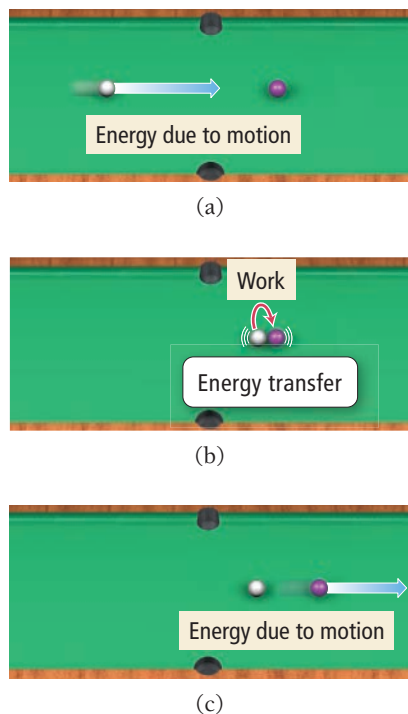 Energy due to motion
(a)
Work
Energy transfer
(b)
Energy due to motion
(c)